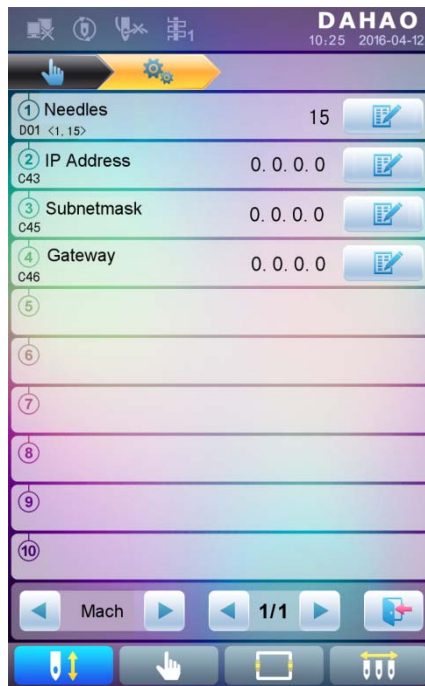 DAHAO
1
10:25 2016-04-12
1 Needles 15
D01 <1, 15>
2 IP Address 0. 0. 0. 0
C43
3 Subnetmask 0. 0. 0. 0
C45
4 Gateway 0. 0. 0. 0
C46
5
6
7
8
9
10
Mach 1/1